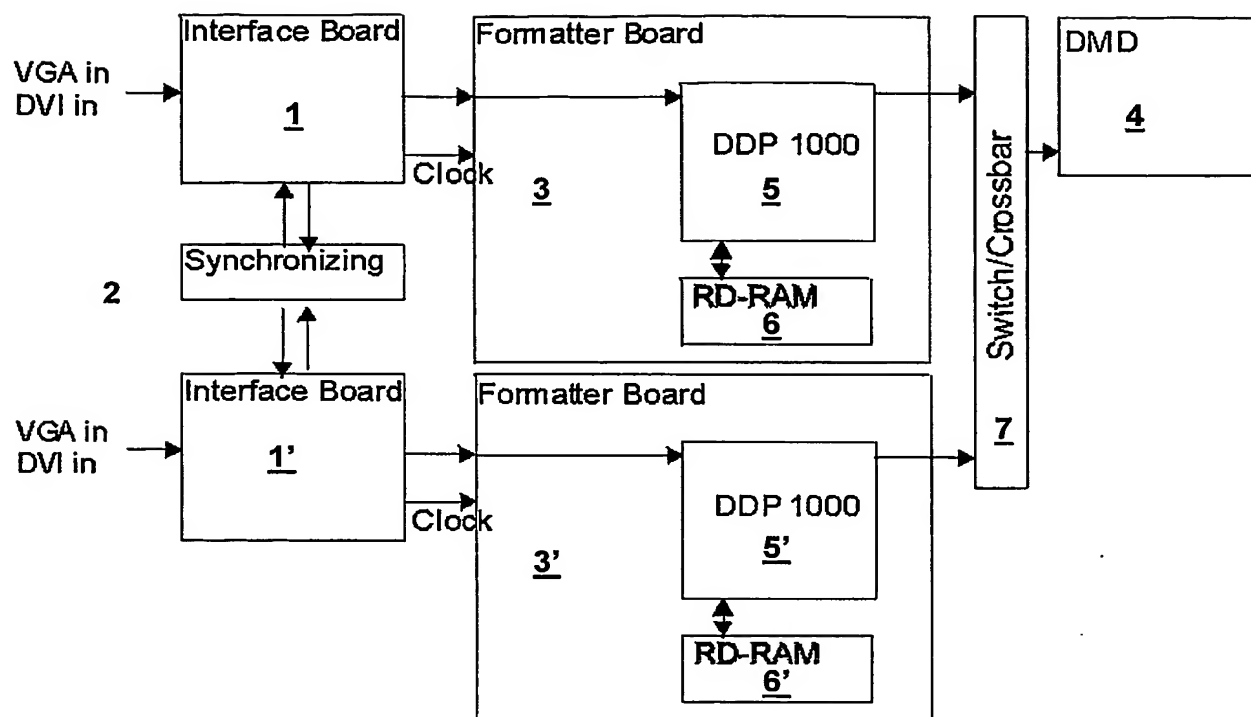 Interface Board
Formatter Board
DMD
VGA in
DVI in
1
Clock
3
DDP 1000
5
4
2
Synchronizing
RD-RAM
6
Switch/Crossbar
7
Interface Board
Formatter Board
VGA in
DVI in
1'
Clock
3'
DDP 1000
5'
RD-RAM
6'